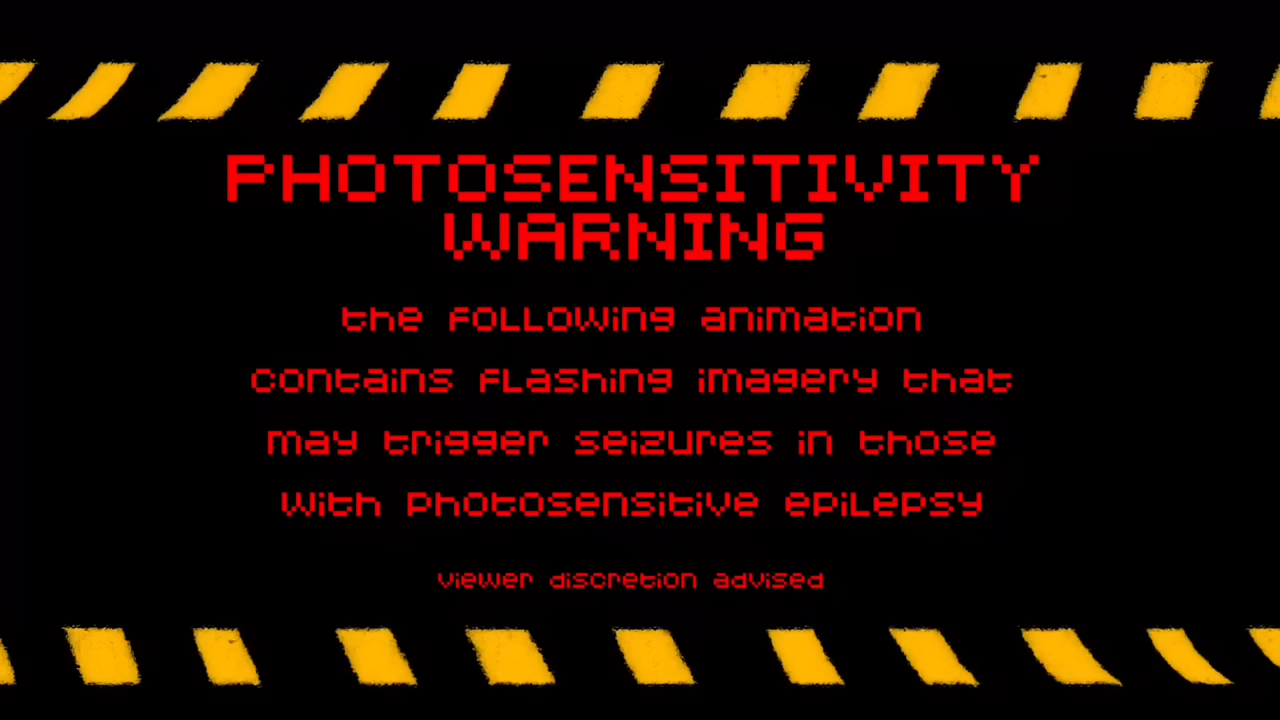 PHOTOSENSITIVITY
WARNING
the following animation
contains flashing imagery that
may trigger seizures in those
with photosensitive epilepsy
viewer discretion advised